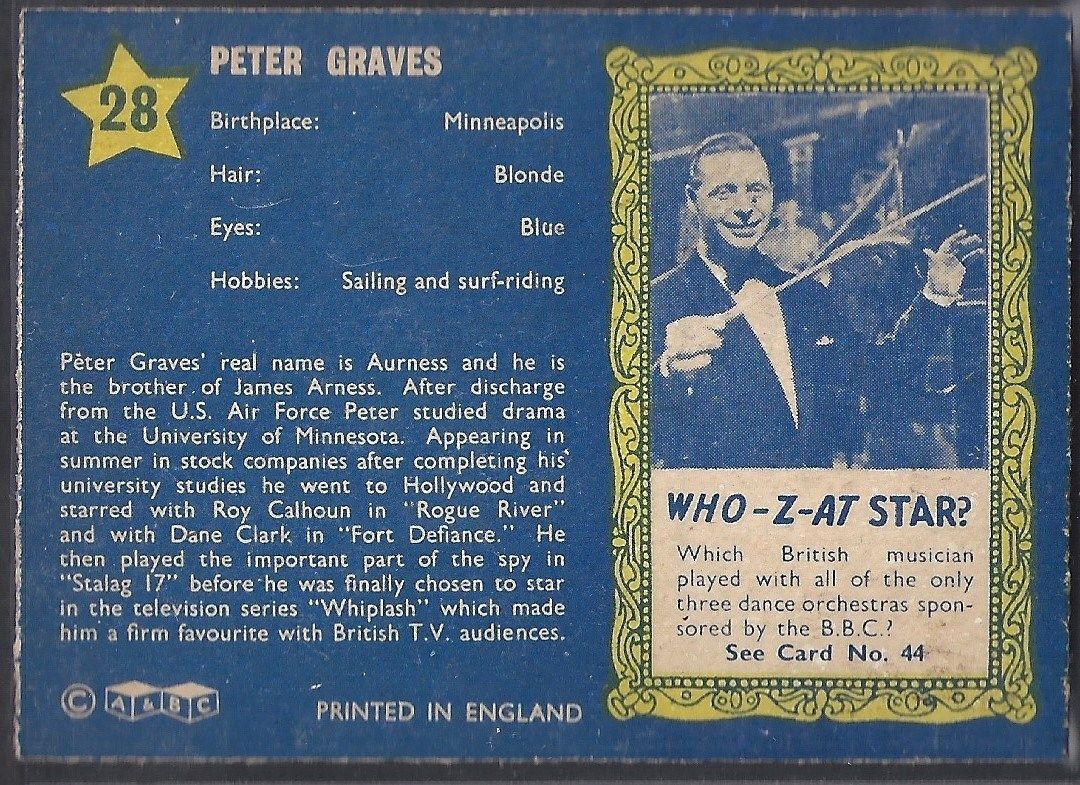 28
PETER GRAVES
Birthplace: Minneapolis
Hair: Blonde
Eyes: Blue
Hobbies: Sailing and surf-riding
Peter Graves' real name is Aurness and he is
the brother of James Arness. After discharge
from the U.S. Air Force Peter studied drama
at the University of Minnesota. Appearing in
summer in stock companies after completing his
university studies he went to Hollywood and
starred with Roy Calhoun in "Rogue River"
and with Dane Clark in "Fort Defiance." He
then played the important part of the spy in
"Stalag 17" before he was finally chosen to star
in the television series "Whiplash" which made
him a firm favourite with British T.V. audiences.
© A & B C
PRINTED IN ENGLAND
WHO-Z-AT STAR?
Which British musician
played with all of the only
three dance orchestras spon-
sored by the B.B.C.?
See Card No. 44